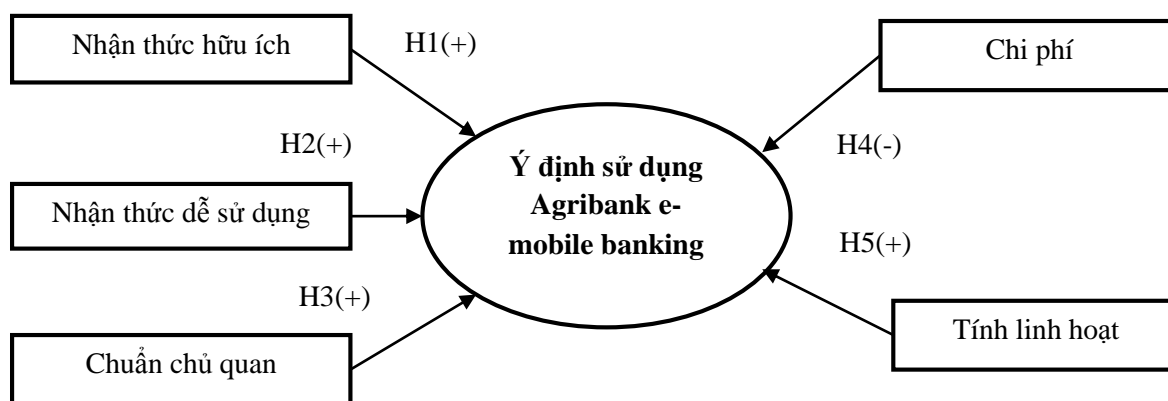 Nhận thức hữu ích
H1(+)
Chi phí
H2(+)
H4(-)
Ý định sử dụng
Agribank e-
mobile banking
Nhận thức dễ sử dụng
H5(+)
H3(+)
Tính linh hoạt
Chuẩn chủ quan